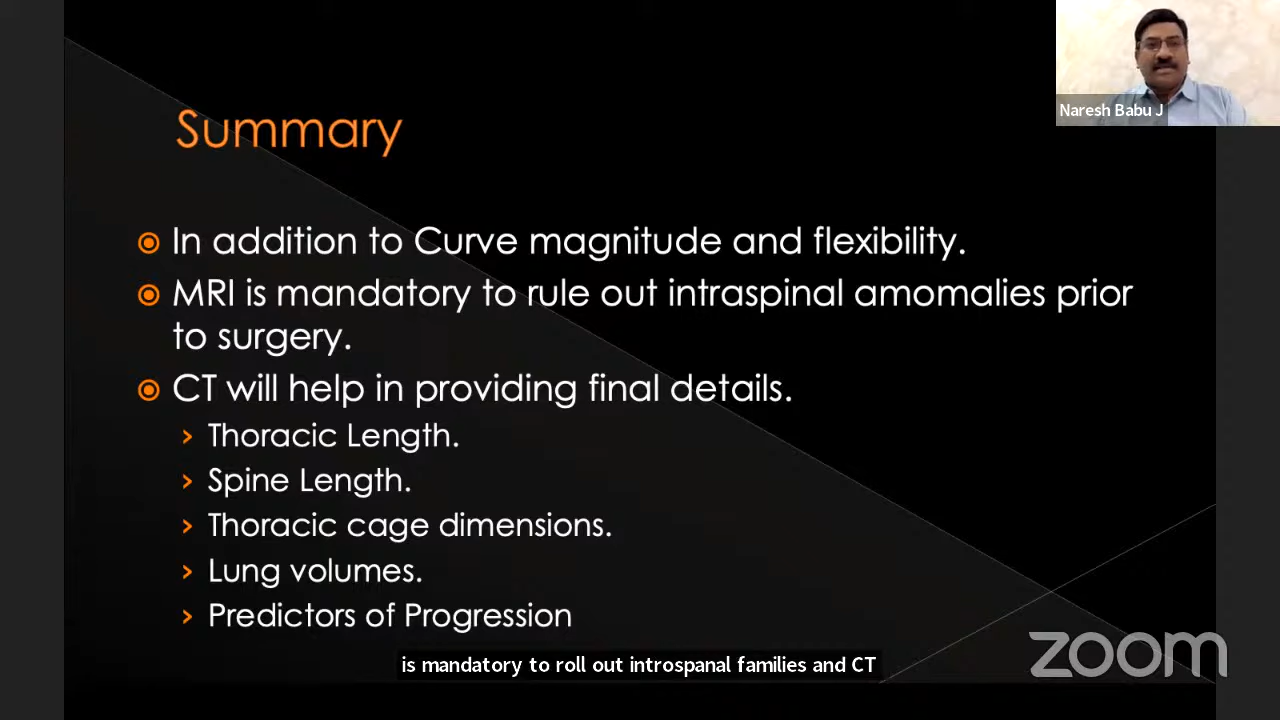 Naresh Babu J
Summary
In addition to Curve magnitude and flexibility.
MRI is mandatory to rule out intraspinal amomalies prior
to surgery.
CT will help in providing final details.
Thoracic Length.
Spine Length.
Thoracic cage dimensions.
Lung volumes.
Predictors of Progression
is mandatory to roll out introspanal families and CT
zoom